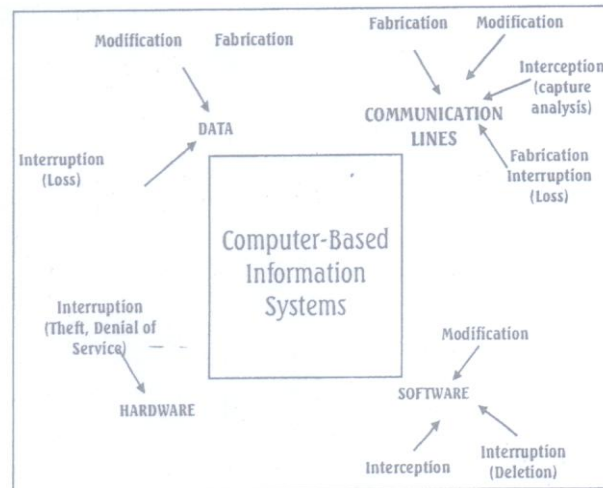 Modification Fabrication
DATA
Interruption
(Loss)
Fabrication Modification
Interception
(capture
analysis)
COMMUNICATION
LINES
Fabrication
Interruption
(Loss)
Computer-Based
Information
Systems
Interruption
(Theft, Denial of
Service)
HARDWARE
Modification
SOFTWARE
Interception
Interruption
(Deletion)